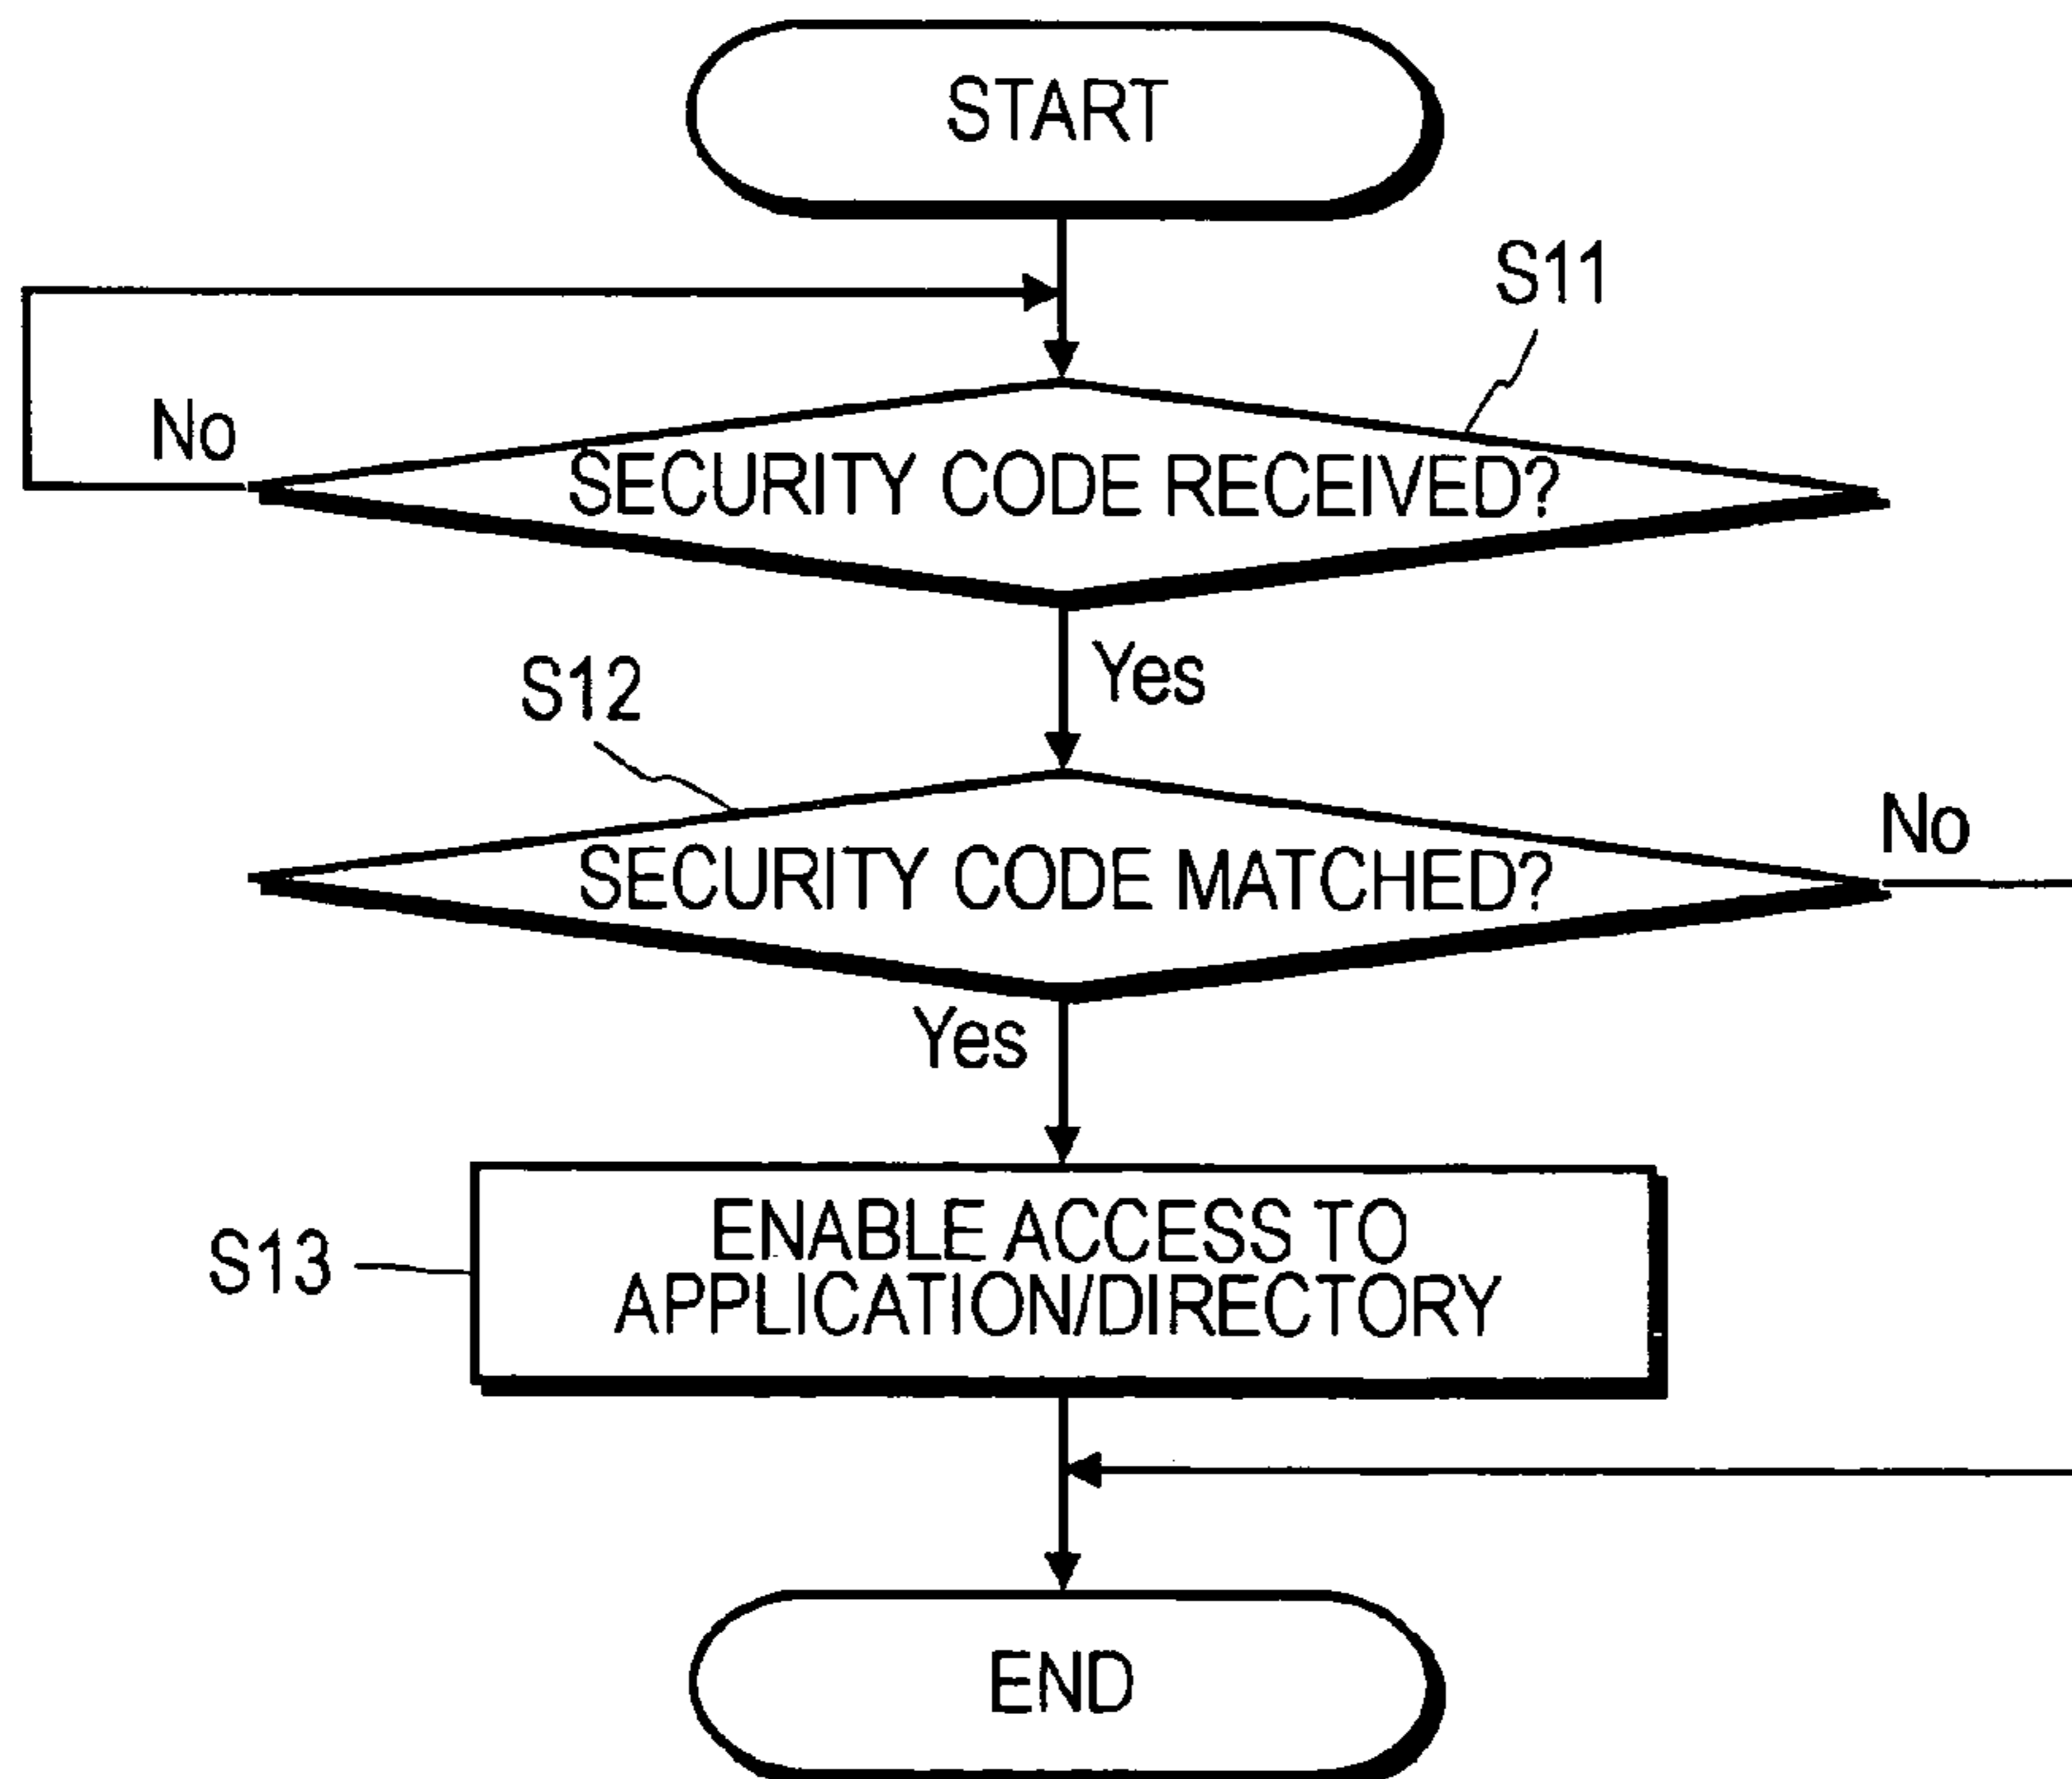 START
S11
No
SECURITY CODE RECEIVED?
Yes
S12
No
SECURITY CODE MATCHED?
Yes
S13
ENABLE ACCESS TO
APPLICATION/DIRECTORY
END